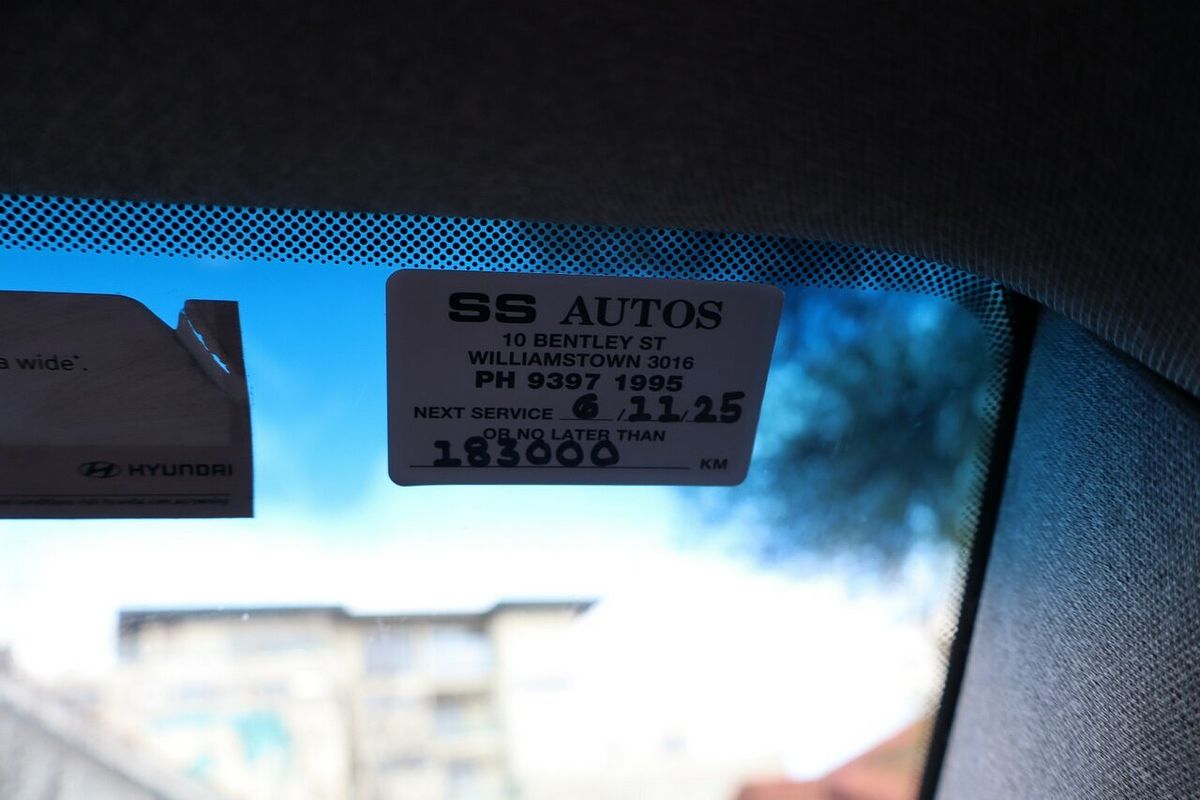 SS AUTOS
10 BENTLEY ST
WILLIAMSTOWN 3016
PH 9397 1995
NEXT SERVICE 6 / 11 / 25
OR NO LATER THAN
183000 KM
a wide*.
HYUNDAI